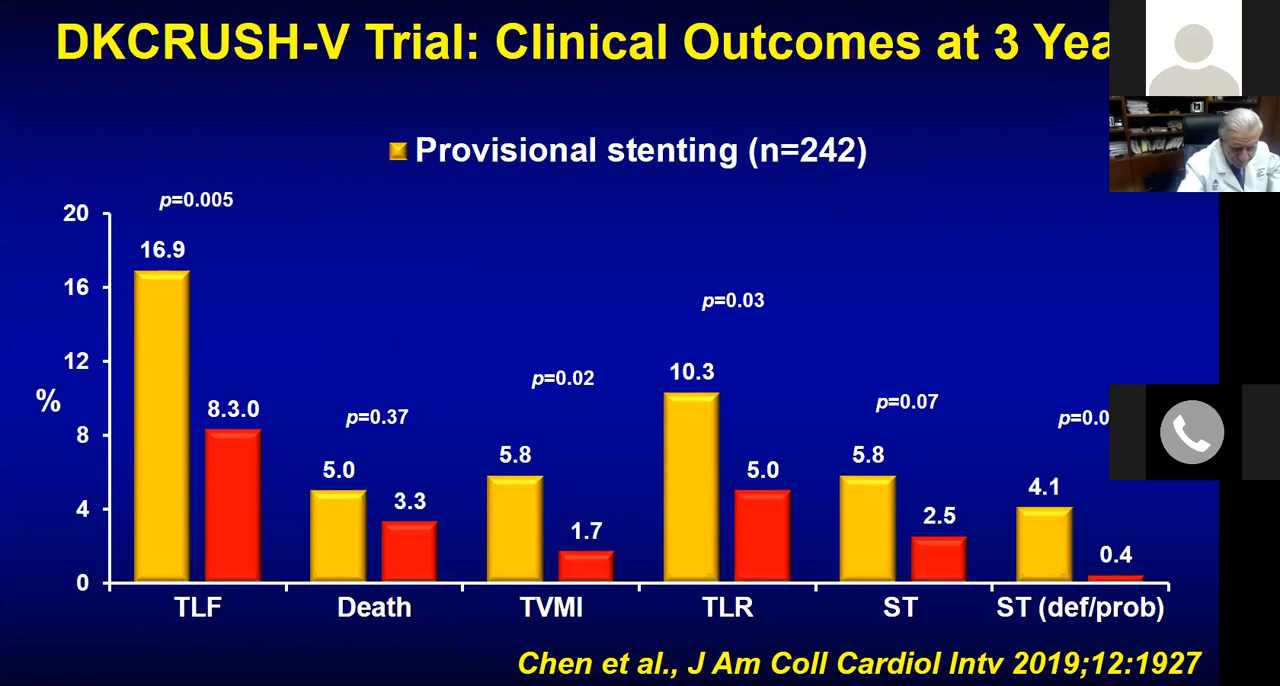 DKCRUSH-V Trial: Clinical Outcomes at 3
Provisional stenting (n=242)
p=0.005
20
16.9
16
p=0.03
12
10.3
p=0.02
%
8.3.0
p=0.37
p=0.07
8
5.0
3.3
5.8
1.7
5.0
5.8
2.5
4.1
0.4
4
0
TLF
Death
TVMI
TLR
ST
ST (def/prob)
Chen et al., J Am Coll Cardiol Intv 2019;12:1927